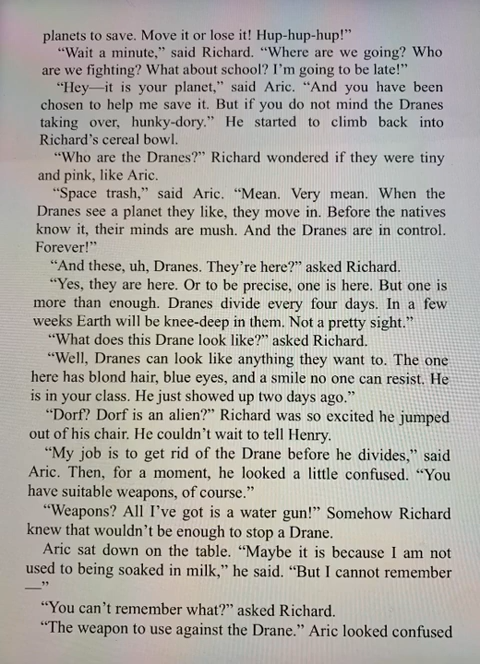 planets to save. Move it or lose it! Hup-hup-hup!”
“Wait a minute,” said Richard. “Where are we going? Who
are we fighting? What about school? I’m going to be late!”
“Hey—it is your planet,” said Aric. “And you have been
chosen to help me save it. But if you do not mind the Dranes
taking over, hunky-dory.” He started to climb back into
Richard’s cereal bowl.
“Who are the Dranes?” Richard wondered if they were tiny
and pink, like Aric.
“Space trash,” said Aric. “Mean. Very mean. When the
Dranes see a planet they like, they move in. Before the natives
know it, their minds are mush. And the Dranes are in control.
Forever!”
“And these, uh, Dranes. They’re here?” asked Richard.
“Yes, they are here. Or to be precise, one is here. But one is
more than enough. Dranes divide every four days. In a few
weeks Earth will be knee-deep in them. Not a pretty sight.”
“What does this Drane look like?” asked Richard.
“Well, Dranes can look like anything they want to. The one
here has blond hair, blue eyes, and a smile no one can resist. He
is in your class. He just showed up two days ago.”
“Dorf? Dorf is an alien?” Richard was so excited he jumped
out of his chair. He couldn’t wait to tell Henry.
“My job is to get rid of the Drane before he divides,” said
Aric. Then, for a moment, he looked a little confused. “You
have suitable weapons, of course.”
“Weapons? All I’ve got is a water gun!” Somehow Richard
knew that wouldn’t be enough to stop a Drane.
Aric sat down on the table. “Maybe it is because I am not
used to being soaked in milk,” he said. “But I cannot remember
—”
“You can’t remember what?” asked Richard.
“The weapon to use against the Drane.” Aric looked confused